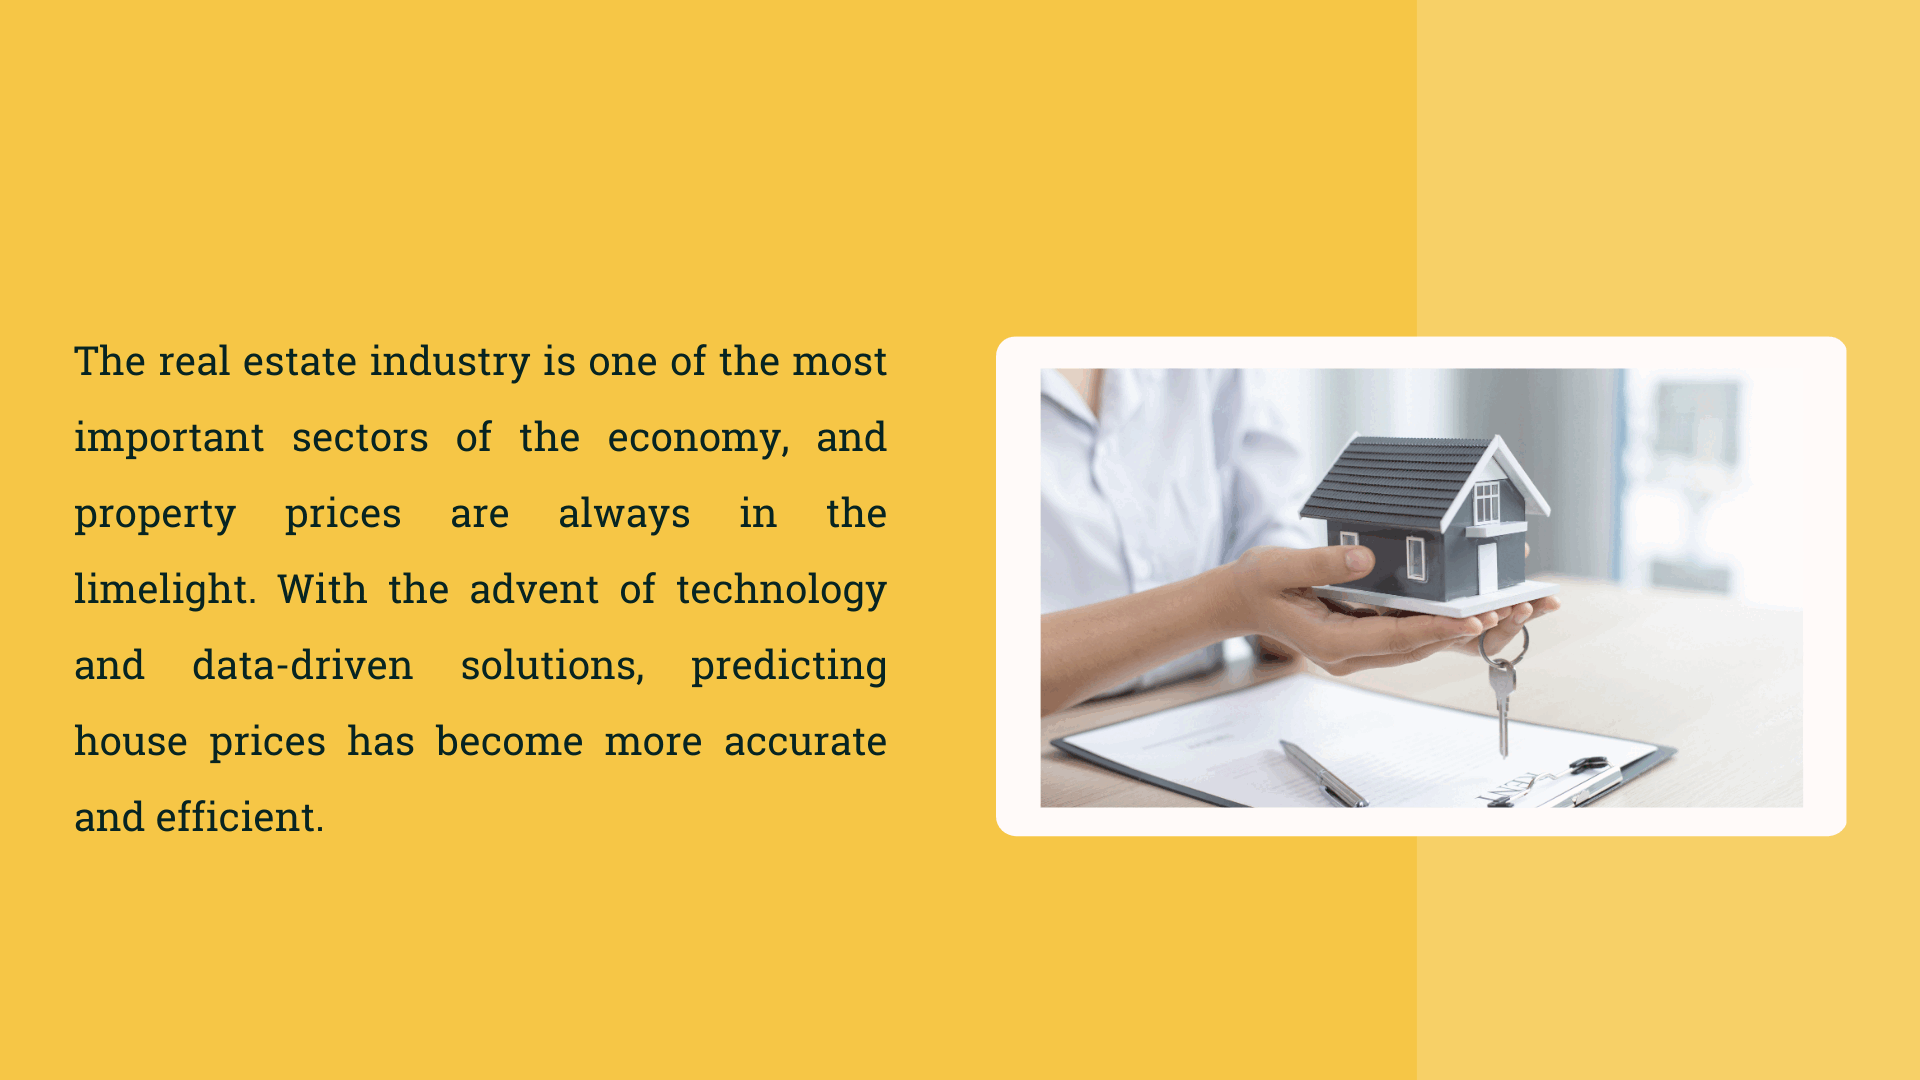 The real estate industry is one of the most
important sectors of the economy, and
property prices are always in the
limelight. With the advent of technology
and data-driven solutions, predicting
house prices has become more accurate
and efficient.